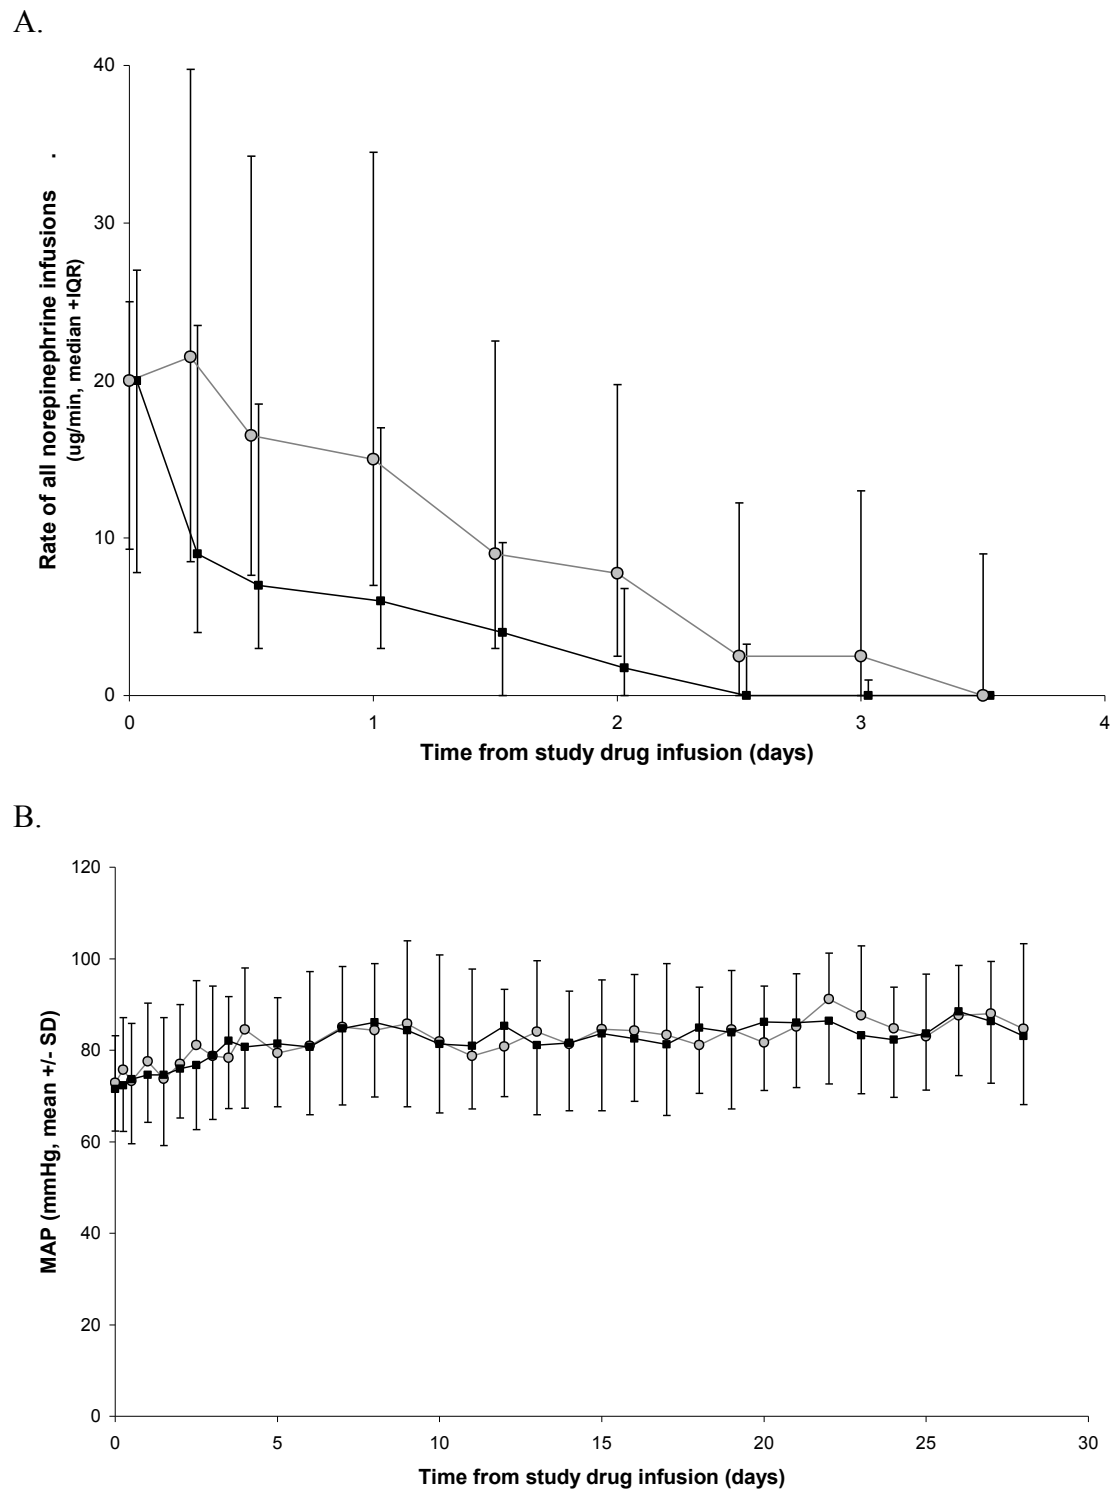 A.
40
30
20
10
0
Rate of all norepinephrine infusions .
(ug/min, median +IQR)
0 1 2 3 4
Time from study drug infusion (days)
B.
120
100
80
60
40
20
0
MAP (mmHg, mean +/- SD)
0 5 10 15 20 25 30
Time from study drug infusion (days)